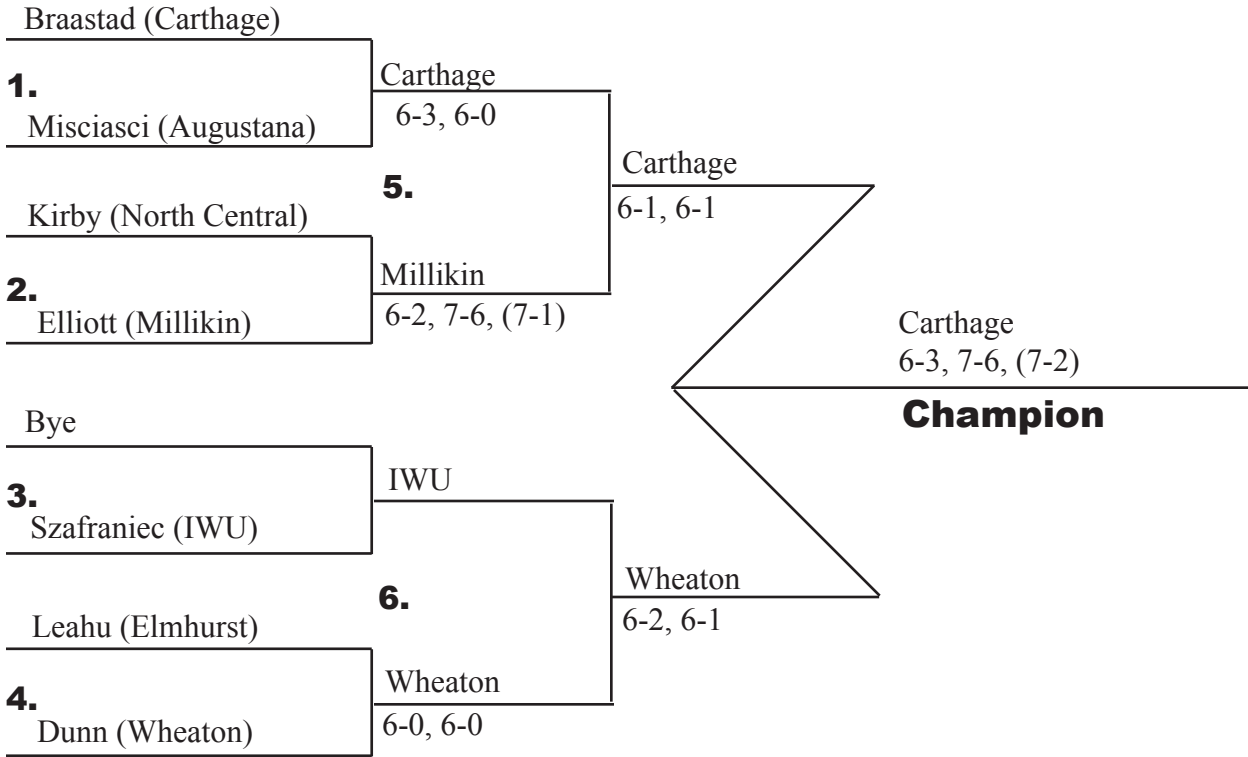 Braastad (Carthage)
1.
Misciasci (Augustana)
Carthage
6-3, 6-0
5.
Kirby (North Central)
2.
Elliott (Millikin)
Millikin
6-2, 7-6, (7-1)
Carthage
6-1, 6-1
Bye
3.
Szafraniec (IWU)
IWU
6.
Leahu (Elmhurst)
4.
Dunn (Wheaton)
Wheaton
6-0, 6-0
Wheaton
6-2, 6-1
Carthage
6-3, 7-6, (7-2)
Champion